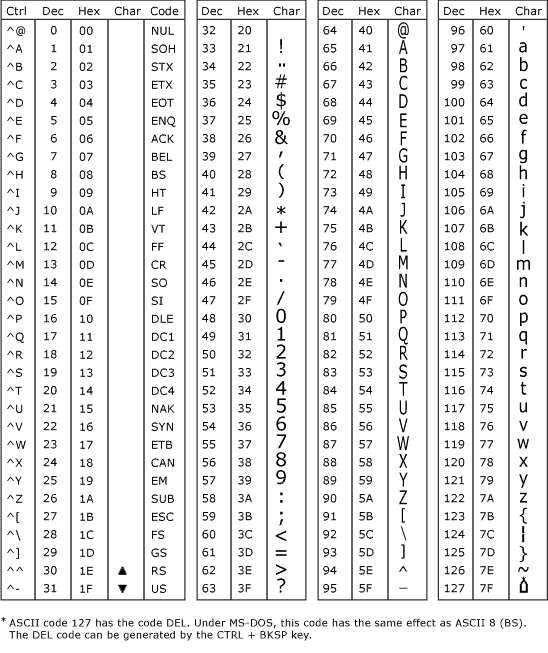 Ctrl Dec Hex Char Code Dec Hex Char Dec Hex Char Dec Hex Char
^@ 0 00 NUL 32 20 64 40 @ 96 60 '
^A 1 01 SOH 33 21 ! 65 41 A 97 61 a
^B 2 02 STX 34 22 " 66 42 B 98 62 b
^C 3 03 ETX 35 23 # 67 43 C 99 63 c
^D 4 04 EOT 36 24 $ 68 44 D 100 64 d
^E 5 05 ENQ 37 25 % 69 45 E 101 65 e
^F 6 06 ACK 38 26 & 70 46 F 102 66 f
^G 7 07 BEL 39 27 ′ 71 47 G 103 67 g
^H 8 08 BS 40 28 ( 72 48 H 104 68 h
^I 9 09 HT 41 29 ) 73 49 I 105 69 i
^J 10 0A LF 42 2A * 74 4A J 106 6A j
^K 11 0B VT 43 2B + 75 4B K 107 6B k
^L 12 0C FF 44 2C ` 76 4C L 108 6C l
^M 13 0D CR 45 2D - 77 4D M 109 6D m
^N 14 0E SO 46 2E . 78 4E N 110 6E n
^O 15 0F SI 47 2F / 79 4F O 111 6F o
^P 16 10 DLE 48 30 0 80 50 P 112 70 p
^Q 17 11 DC1 49 31 1 81 51 Q 113 71 q
^R 18 12 DC2 50 32 2 82 52 R 114 72 r
^S 19 13 DC3 51 33 3 83 53 S 115 73 s
^T 20 14 DC4 52 34 4 84 54 T 116 74 t
^U 21 15 NAK 53 35 5 85 55 U 117 75 u
^V 22 16 SYN 54 36 6 86 56 V 118 76 v
^W 23 17 ETB 55 37 7 87 57 W 119 77 w
^X 24 18 CAN 56 38 8 88 58 X 120 78 x
^Y 25 19 EM 57 39 9 89 59 Y 121 79 y
^Z 26 1A SUB 58 3A : 90 5A Z 122 7A z
^[ 27 1B ESC 59 3B ; 91 5B [ 123 7B {
^\ 28 1C FS 60 3C < 92 5C \ 124 7C ¦
^] 29 1D GS 61 3D = 93 5D ] 125 7D }
^^ 30 1E ▲ RS 62 3E > 94 5E ^ 126 7E ~
^- 31 1F ▼ US 63 3F ? 95 5F _ 127 7F ⌂
* ASCII code 127 has the code DEL. Under MS-DOS, this code has the same effect as ASCII 8 (BS).
The DEL code can be generated by the CTRL + BKSP key.